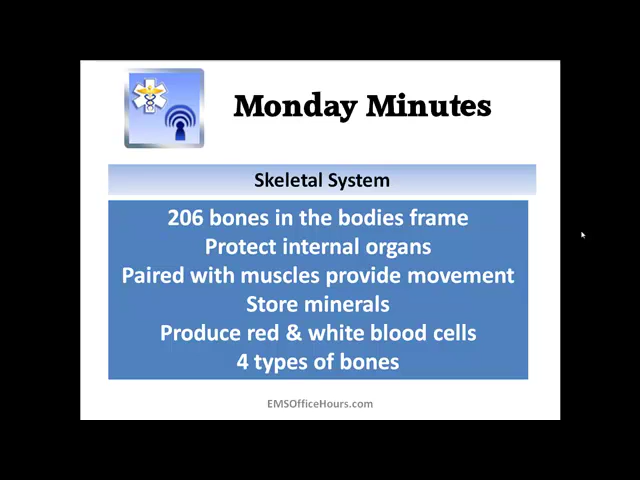 Monday Minutes
Skeletal System
206 bones in the bodies frame
Protect internal organs
Paired with muscles provide movement
Store minerals
Produce red & white blood cells
4 types of bones
EMSOfficeHours.com